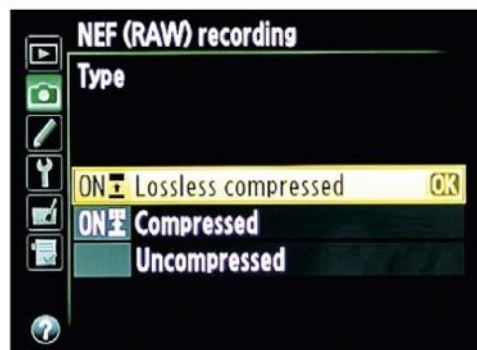 NEF (RAW) recording
Type
ON Lossless compressed OK
ON Compressed
Uncompressed
?